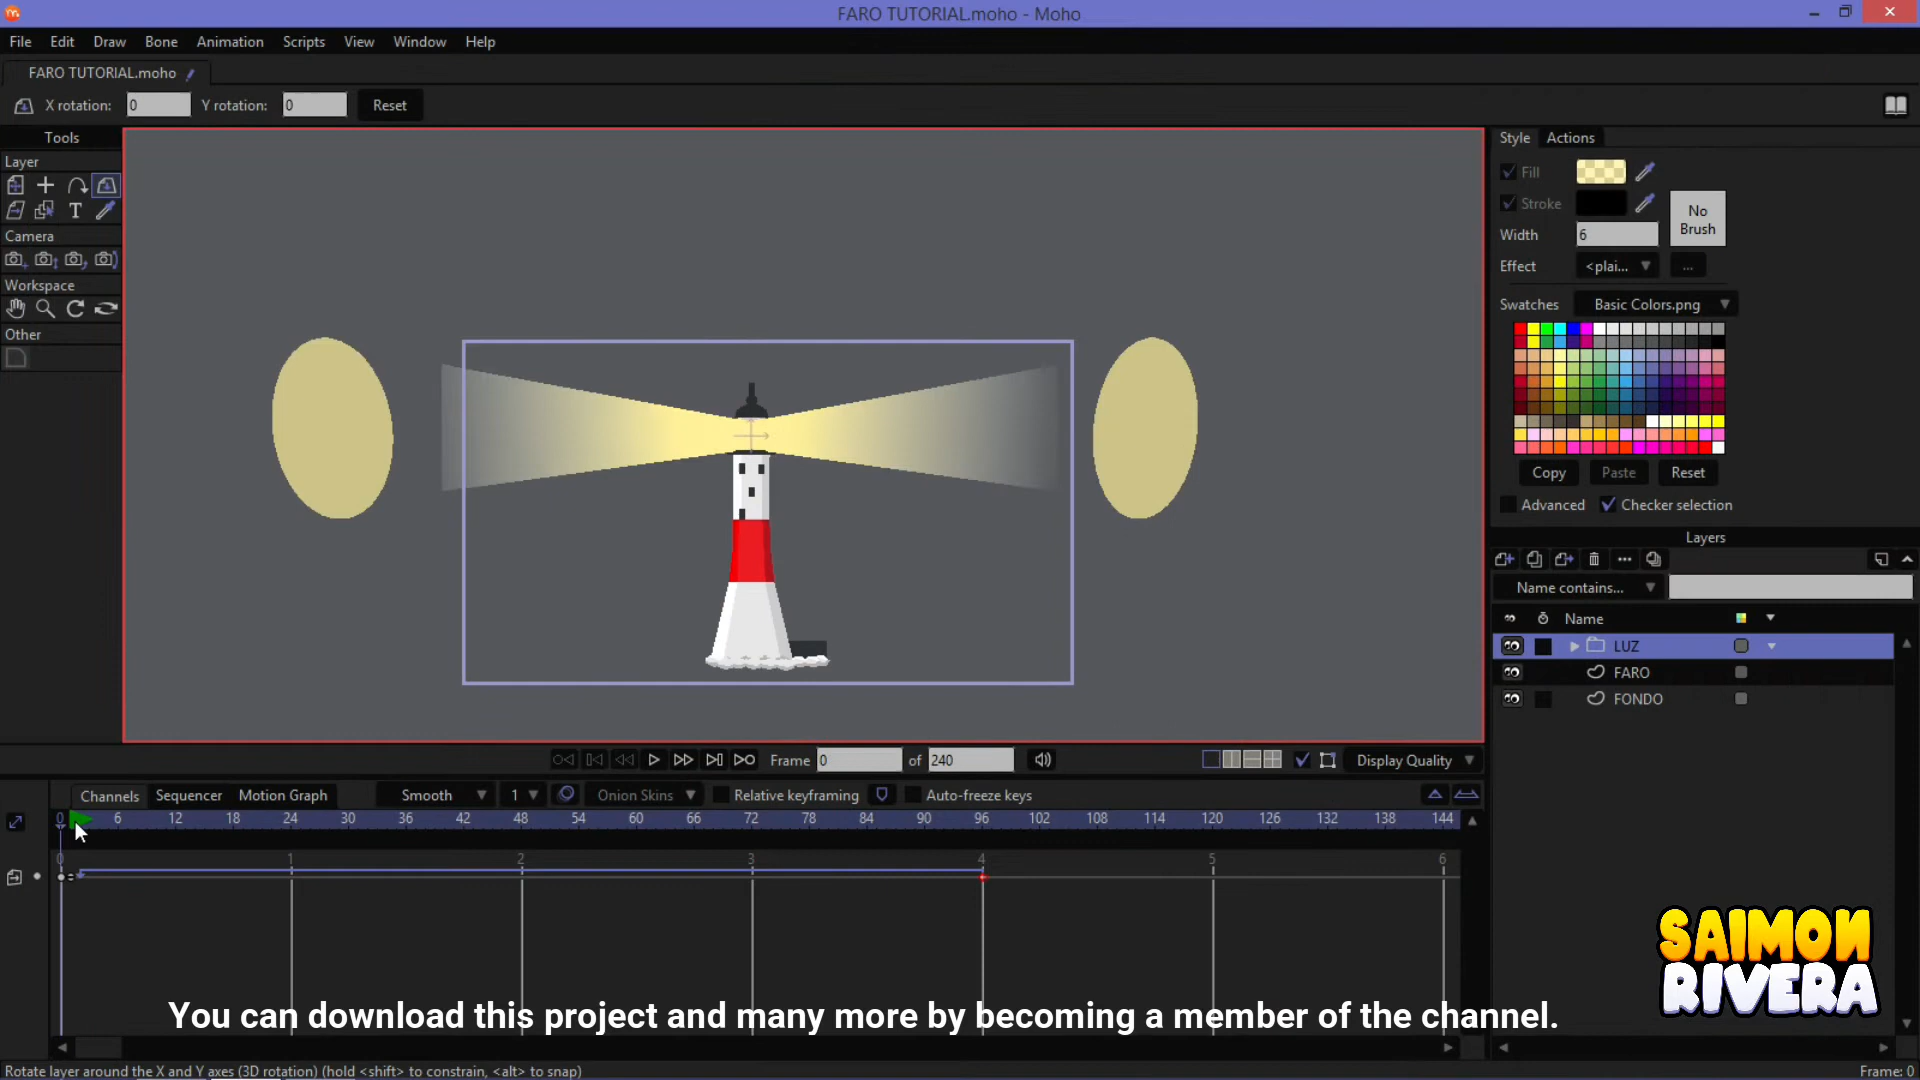 FARO TUTORIAL.moho - Moho
File Edit Draw Bone Animation Scripts View Window Help
FARO TUTORIAL.moho
X rotation: 0 Y rotation: 0 Reset
Tools
Layer
T
Camera
Workspace
Other
Style Actions
Fill
Stroke
No Brush
Width 6
Effect <plai... ...
Swatches Basic Colors.png
Copy Paste Reset
Advanced Checker selection
Layers
Name contains...
Name
LUZ
FARO
FONDO
Frame 0 of 240 Display Quality
Channels Sequencer Motion Graph Smooth 1 Onion Skins Relative keyframing Auto-freeze keys
0 6 12 18 24 30 36 42 48 54 60 66 72 78 84 90 96 102 108 114 120 126 132 138 144
0 1 2 3 4 5 6
SAIMON
RIVERA
You can download this project and many more by becoming a member of the channel.
Rotate layer around the X and Y axes (3D rotation) (hold <shift> to constrain, <alt> to snap) Frame: 0